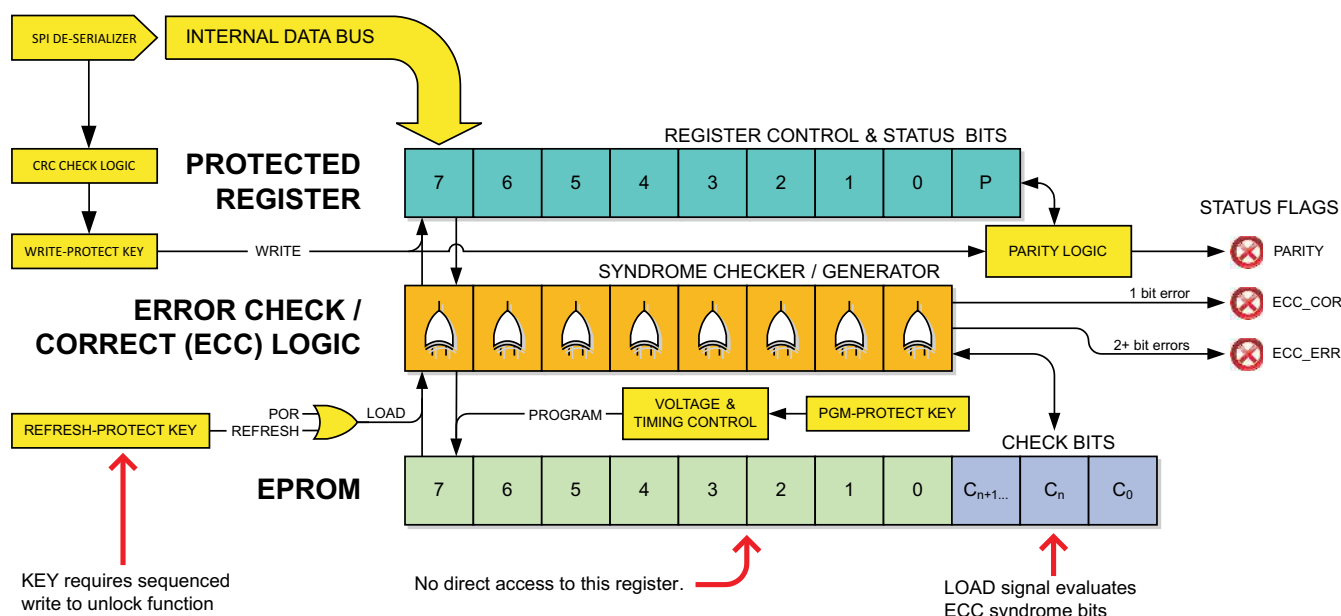 SPI DE-SERIALIZER
INTERNAL DATA BUS
REGISTER CONTROL & STATUS BITS
CRC CHECK LOGIC
PROTECTED
REGISTER
7 6 5 4 3 2 1 0 P
STATUS FLAGS
WRITE-PROTECT KEY
WRITE
PARITY LOGIC
PARITY
SYNDROME CHECKER / GENERATOR
ERROR CHECK /
CORRECT (ECC) LOGIC
1 bit error
ECC_COR
2+ bit errors
ECC_ERR
REFRESH-PROTECT KEY
POR
REFRESH
LOAD
PROGRAM
VOLTAGE &
TIMING CONTROL
PGM-PROTECT KEY
CHECK BITS
EPROM
7 6 5 4 3 2 1 0 Cn+1... Cn C0
KEY requires sequenced
write to unlock function
No direct access to this register.
LOAD signal evaluates
ECC syndrome bits